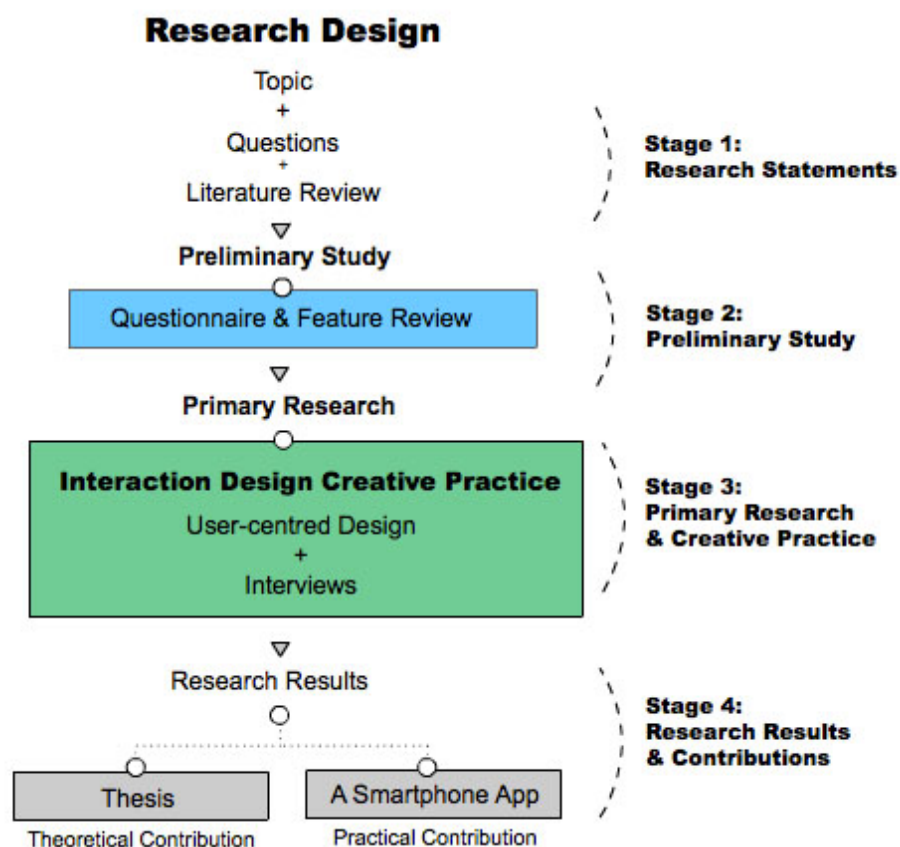 Research Design
Topic
+
Questions
+
Literature Review
Stage 1:
Research Statements
Preliminary Study
Questionnaire & Feature Review
Stage 2:
Preliminary Study
Primary Research
Interaction Design Creative Practice
User-centred Design
+
Interviews
Stage 3:
Primary Research
& Creative Practice
Research Results
Stage 4:
Research Results
& Contributions
Thesis
Theoretical Contribution
A Smartphone App
Practical Contribution